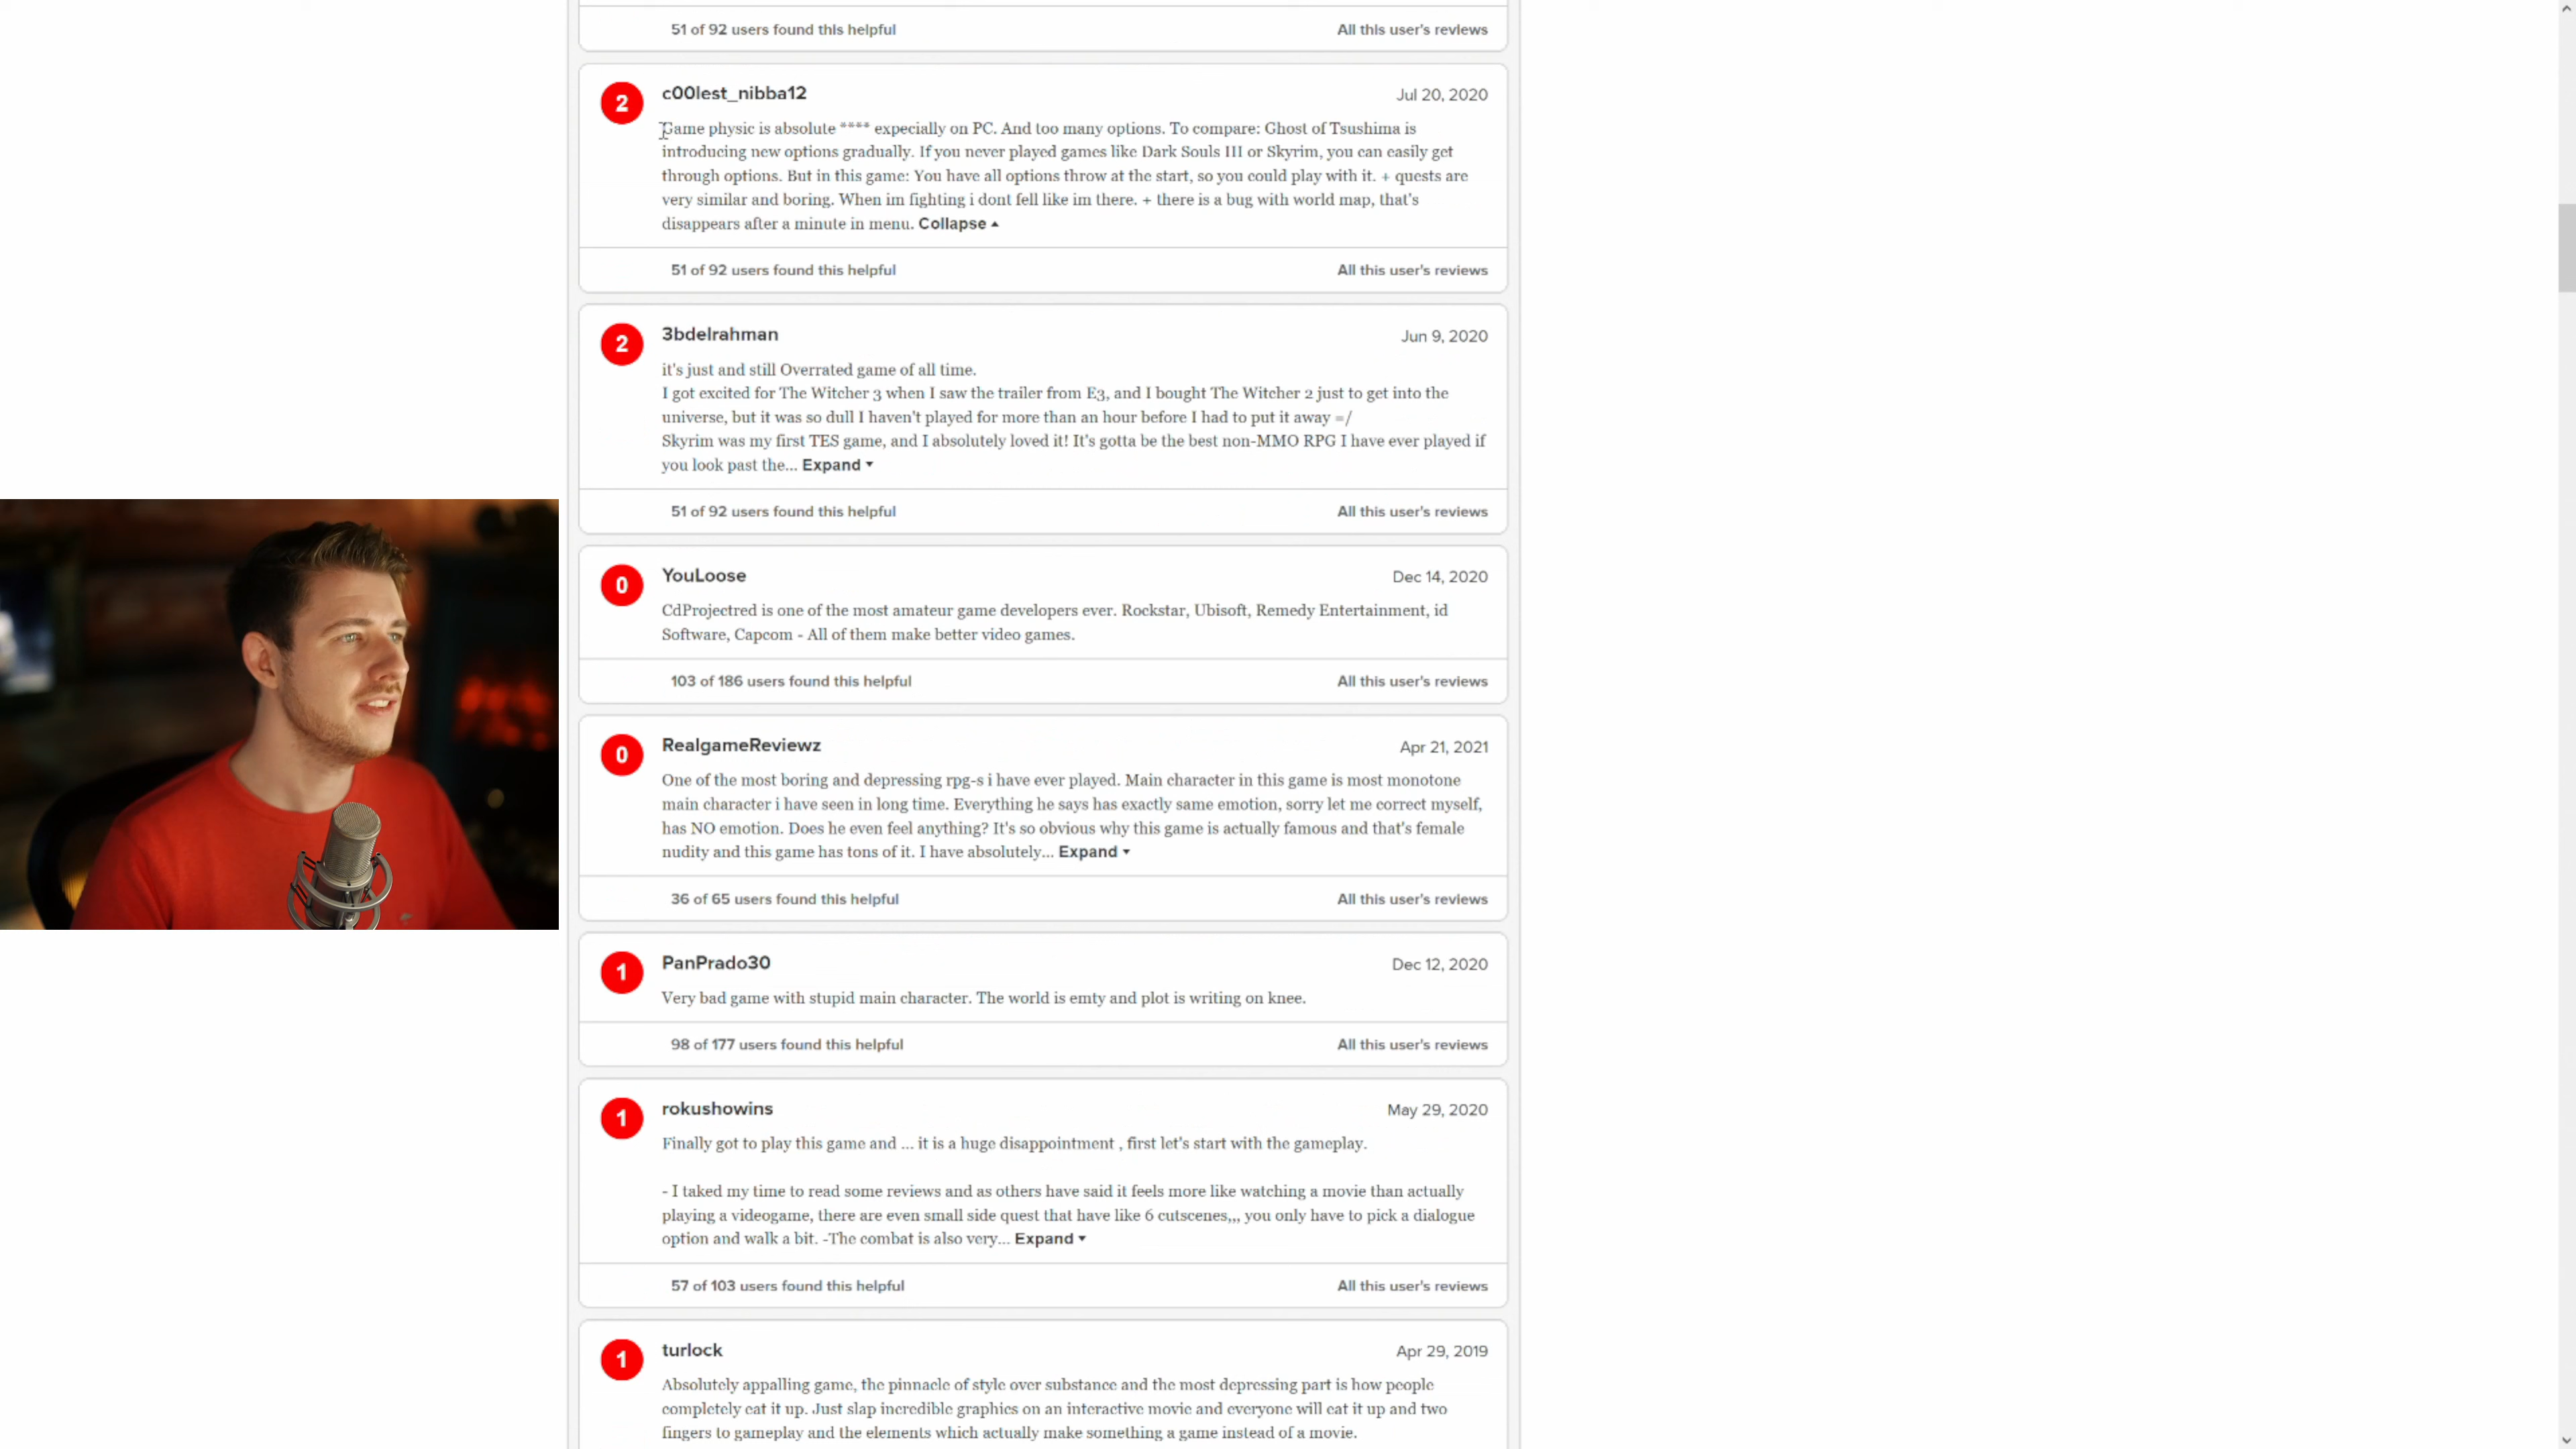 51 of 92 users found this helpful
All this user's reviews
2
c00lest_nibba12
Jul 20, 2020
Game physic is absolute **** expecially on PC. And too many options. To compare: Ghost of Tsushima is
introducing new options gradually. If you never played games like Dark Souls III or Skyrim, you can easily get
through options. But in this game: You have all options throw at the start, so you could play with it. + quests are
very similar and boring. When im fighting i dont fell like im there. + there is a bug with world map, that's
disappears after a minute in menu. Collapse
51 of 92 users found this helpful
All this user's reviews
2
3bdelrahman
Jun 9, 2020
it's just and still Overrated game of all time.
I got excited for The Witcher 3 when I saw the trailer from E3, and I bought The Witcher 2 just to get into the
universe, but it was so dull I haven't played for more than an hour before I had to put it away =/
Skyrim was my first TES game, and I absolutely loved it! It's gotta be the best non-MMO RPG I have ever played if
you look past the... Expand
51 of 92 users found this helpful
All this user's reviews
0
YouLoose
Dec 14, 2020
CdProjectred is one of the most amateur game developers ever. Rockstar, Ubisoft, Remedy Entertainment, id
Software, Capcom - All of them make better video games.
103 of 186 users found this helpful
All this user's reviews
0
RealgameReviewz
Apr 21, 2021
One of the most boring and depressing rpg-s i have ever played. Main character in this game is most monotone
main character i have seen in long time. Everything he says has exactly same emotion, sorry let me correct myself,
has NO emotion. Does he even feel anything? It's so obvious why this game is actually famous and that's female
nudity and this game has tons of it. I have absolutely... Expand
36 of 65 users found this helpful
All this user's reviews
1
PanPrado30
Dec 12, 2020
Very bad game with stupid main character. The world is emty and plot is writing on knee.
98 of 177 users found this helpful
All this user's reviews
1
rokushowins
May 29, 2020
Finally got to play this game and ... it is a huge disappointment , first let's start with the gameplay.
- I taked my time to read some reviews and as others have said it feels more like watching a movie than actually
playing a videogame, there are even small side quest that have like 6 cutscenes,,, you only have to pick a dialogue
option and walk a bit. -The combat is also very... Expand
57 of 103 users found this helpful
All this user's reviews
1
turlock
Apr 29, 2019
Absolutely appalling game, the pinnacle of style over substance and the most depressing part is how people
completely eat it up. Just slap incredible graphics on an interactive movie and everyone will eat it up and two
fingers to gameplay and the elements which actually make something a game instead of a movie.